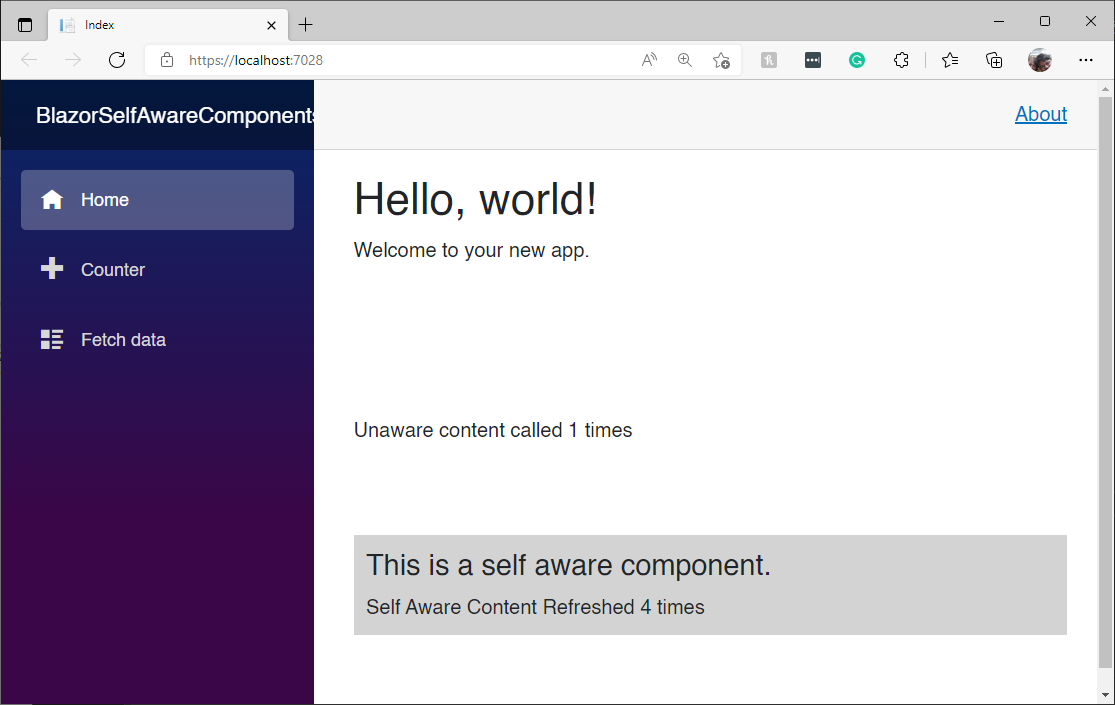 Index
https://localhost:7028
BlazorSelfAwareComponents
About
Home
Counter
Fetch data
Hello, world!
Welcome to your new app.
Unaware content called 1 times
This is a self aware component.
Self Aware Content Refreshed 4 times